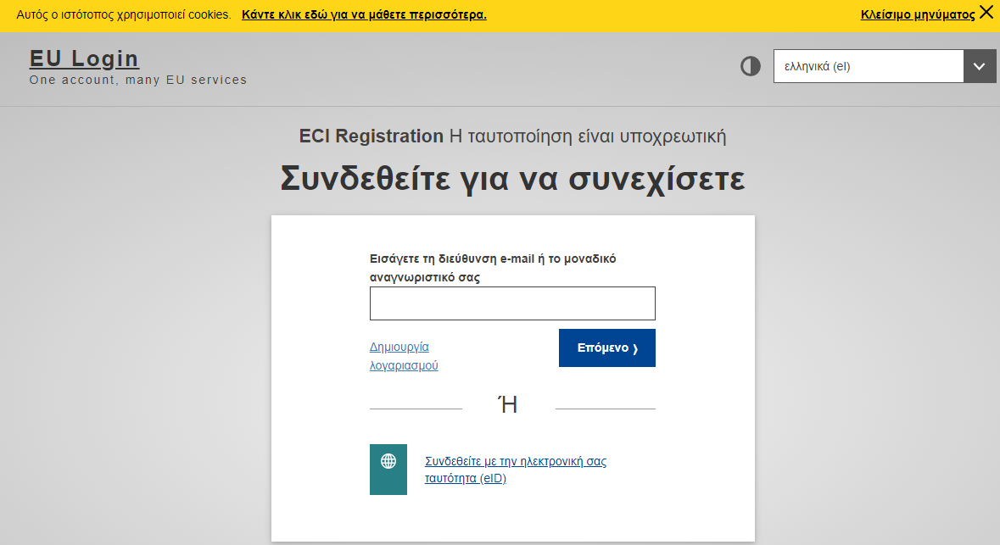 Αυτός ο ιστότοπος χρησιμοποιεί cookies. Κάντε κλικ εδώ για να μάθετε περισσότερα. Κλείσιμο μηνύματος
EU Login
One account, many EU services
ελληνικά (el)
ECI Registration Η ταυτοποίηση είναι υποχρεωτική
Συνδεθείτε για να συνεχίσετε
Εισάγετε τη διεύθυνση e-mail ή το μοναδικό
αναγνωριστικό σας
Δημιουργία
λογαριασμού
Επόμενο ❭
Ή
Συνδεθείτε με την ηλεκτρονική σας
ταυτότητα (eID)